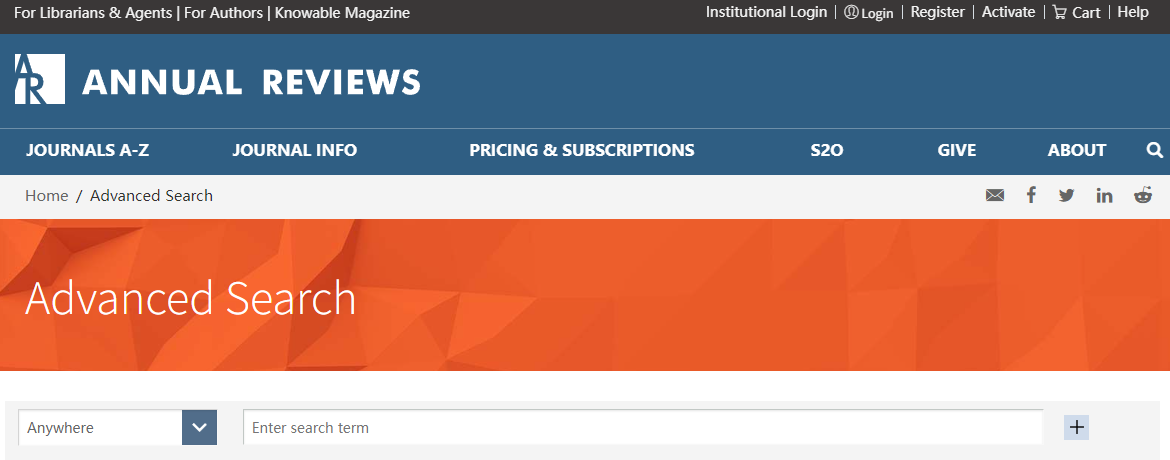 For Librarians & Agents | For Authors | Knowable Magazine
Institutional Login | Login | Register | Activate | Cart | Help
AR ANNUAL REVIEWS
JOURNALS A-Z JOURNAL INFO PRICING & SUBSCRIPTIONS S2O GIVE ABOUT
Home / Advanced Search
Advanced Search
Anywhere Enter search term +